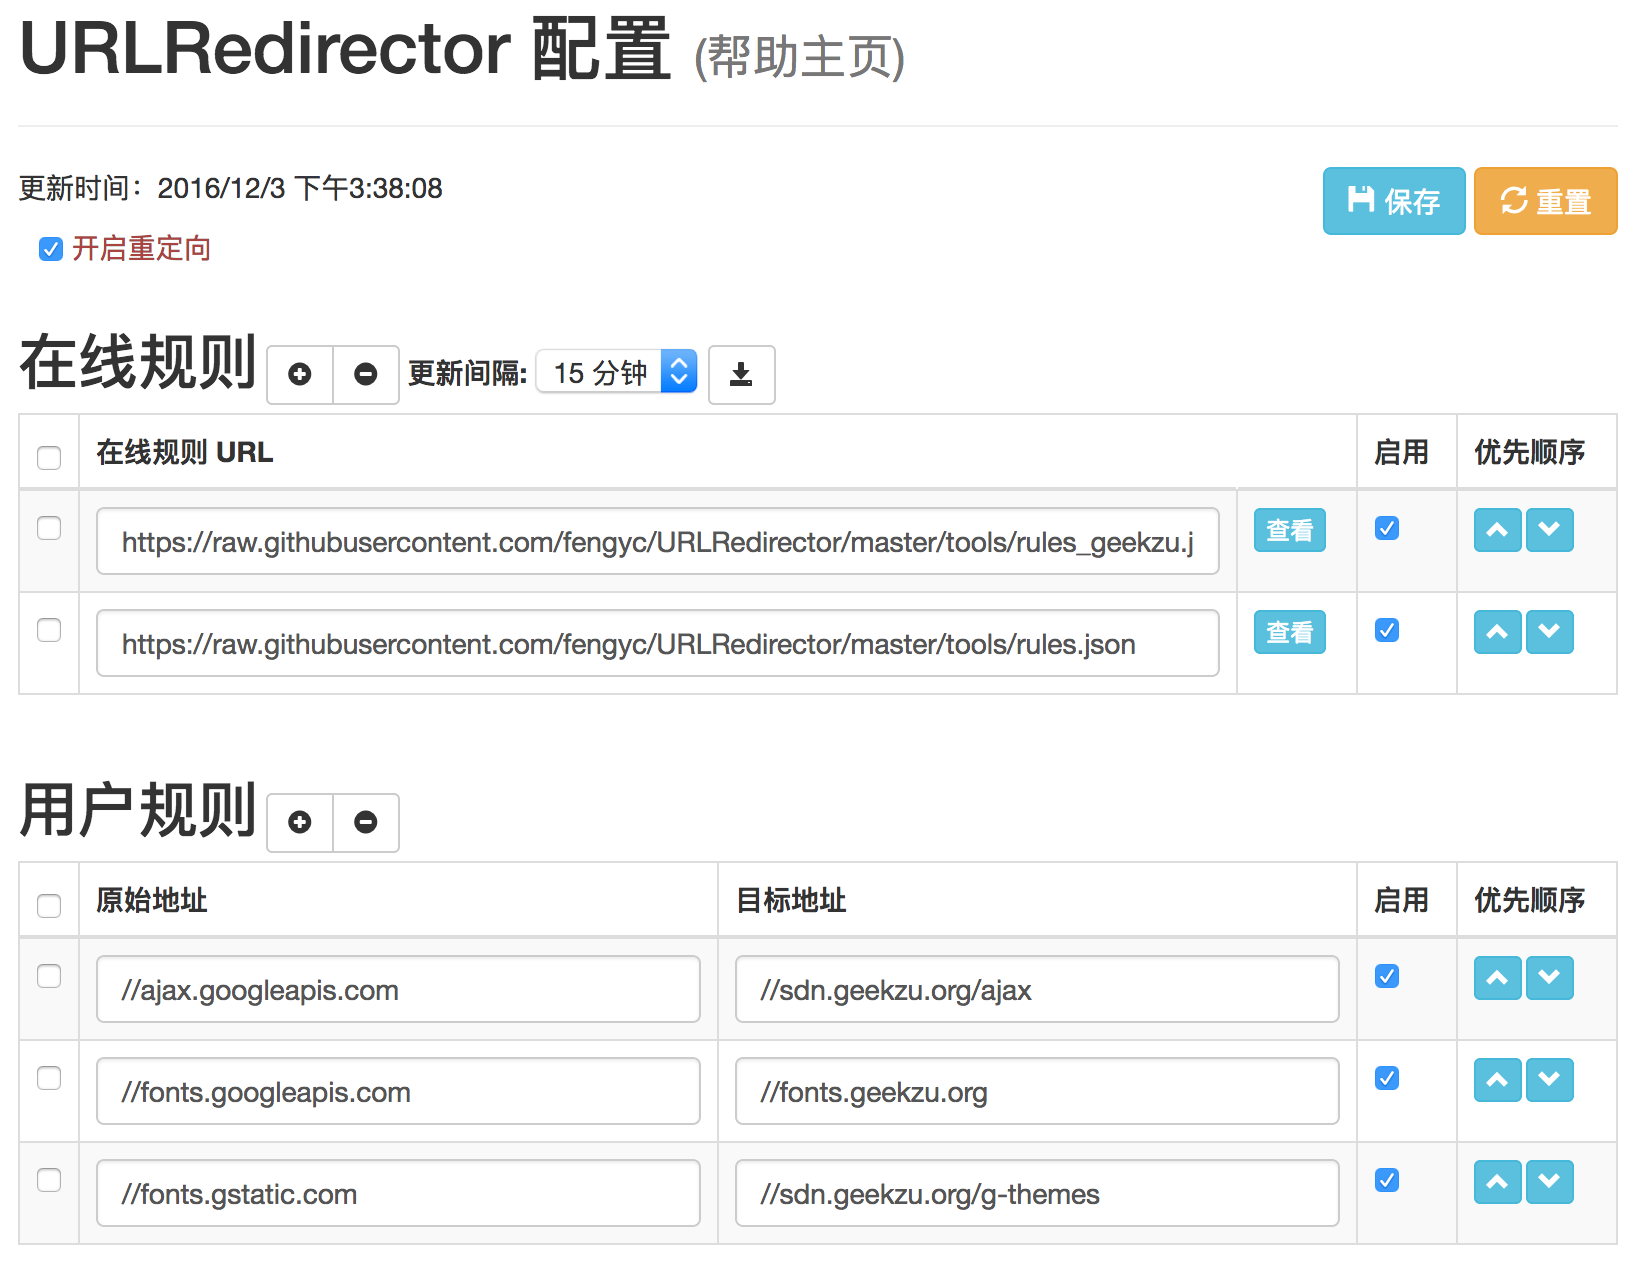 URLRedirector 配置 (帮助主页)
更新时间：2016/12/3 下午3:38:08
保存 重置
开启重定向
在线规则 更新间隔: 15 分钟
在线规则 URL 启用 优先顺序
https://raw.githubusercontent.com/fengyc/URLRedirector/master/tools/rules_geekzu.j 查看
https://raw.githubusercontent.com/fengyc/URLRedirector/master/tools/rules.json 查看
用户规则
原始地址 目标地址 启用 优先顺序
//ajax.googleapis.com //sdn.geekzu.org/ajax
//fonts.googleapis.com //fonts.geekzu.org
//fonts.gstatic.com //sdn.geekzu.org/g-themes